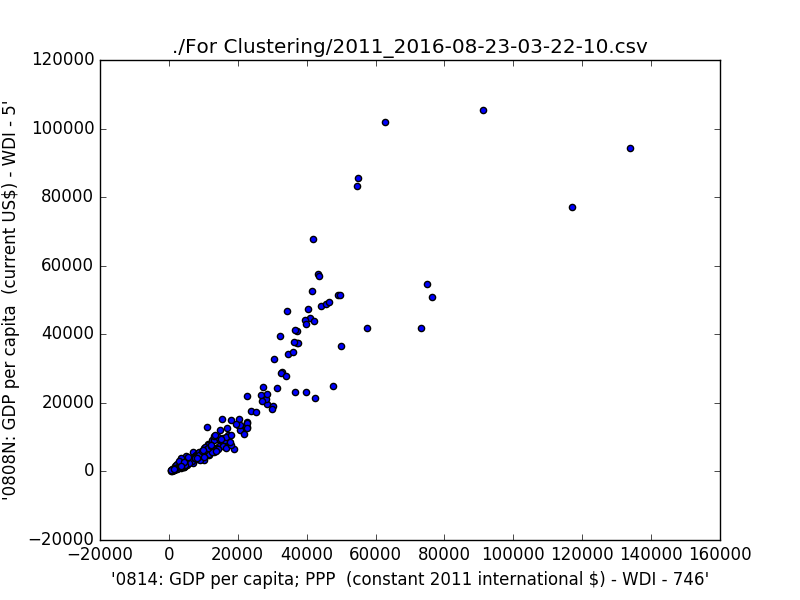 ./For Clustering/2011_2016-08-23-03-22-10.csv
120000
100000
80000
60000
40000
20000
0
−20000
−20000 0 20000 40000 60000 80000 100000 120000 140000 160000
'0808N: GDP per capita  (current US$) - WDI - 5'
'0814: GDP per capita; PPP  (constant 2011 international $) - WDI - 746'